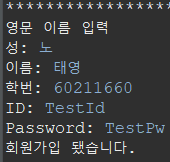 *********************
영문 이름 입력
성: 노
이름: 태영
학번: 60211660
ID: TestId
Password: TestPw
회원가입 됐습니다.